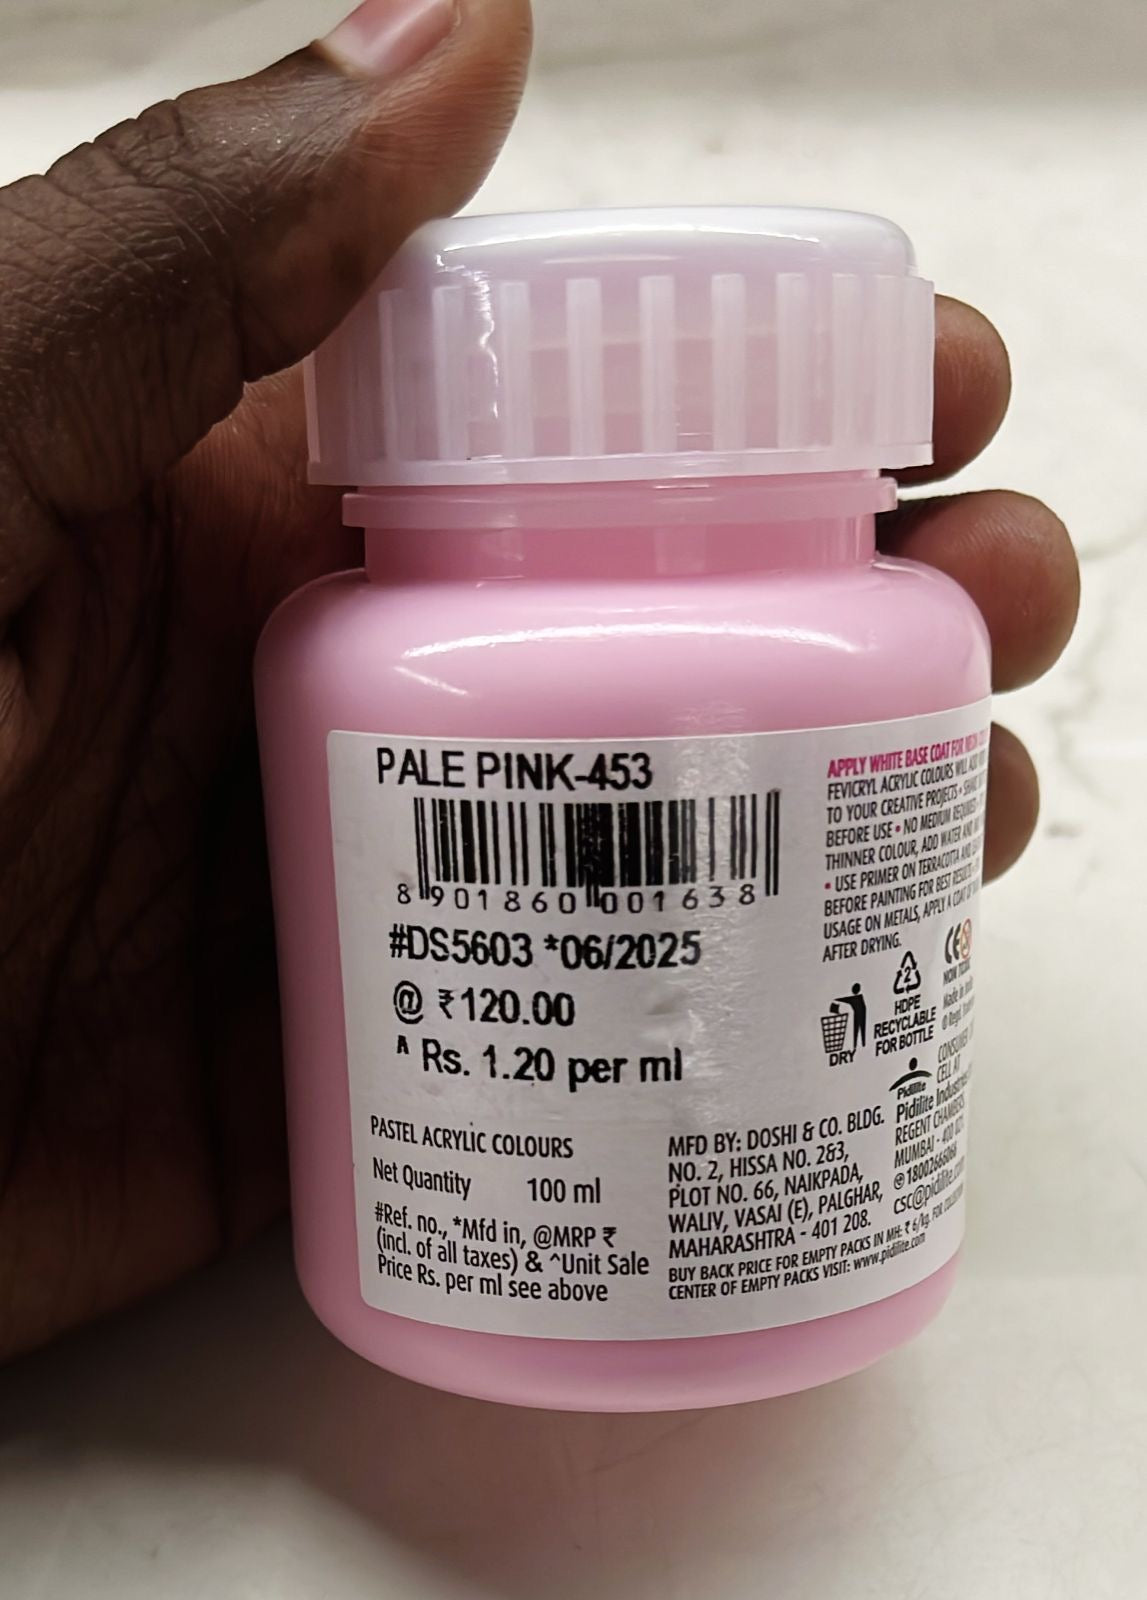 PALE PINK-453
8 901860 001638
#DS5603 *06/2025
@ ₹120.00
^ Rs. 1.20 per ml
PASTEL ACRYLIC COLOURS
Net Quantity 100 ml
#Ref. no., *Mfd in, @MRP ₹
(incl. of all taxes) & ^Unit Sale
Price Rs. per ml see above
APPLY WHITE BASE COAT FOR NEON
FEVICRYL ACRYLIC COLOURS WILL ADD
TO YOUR CREATIVE PROJECTS •
BEFORE USE • NO MEDIUM REQUIRED
THINNER COLOUR, ADD WATER AND
• USE PRIMER ON TERRACOTTA AND
BEFORE PAINTING FOR BEST RESULTS
USAGE ON METALS, APPLY A COAT OF
AFTER DRYING.
CE
NON TOXIC
Made in India
2
HDPE
RECYCLABLE
FOR BOTTLE
DRY
CONSUMER
CELL AT
Pidilite
Pidilite Industries
REGENT CHAMBERS
MUMBAI - 400 021.
18002666066
csc@pidilite.com
MFD BY: DOSHI & CO. BLDG.
NO. 2, HISSA NO. 2&3,
PLOT NO. 66, NAIKPADA,
WALIV, VASAI (E), PALGHAR,
MAHARASHTRA - 401 208.
BUY BACK PRICE FOR EMPTY PACKS IN MH: ₹ 6/kg. FOR COLLECTION
CENTER OF EMPTY PACKS VISIT: www.pidilite.com